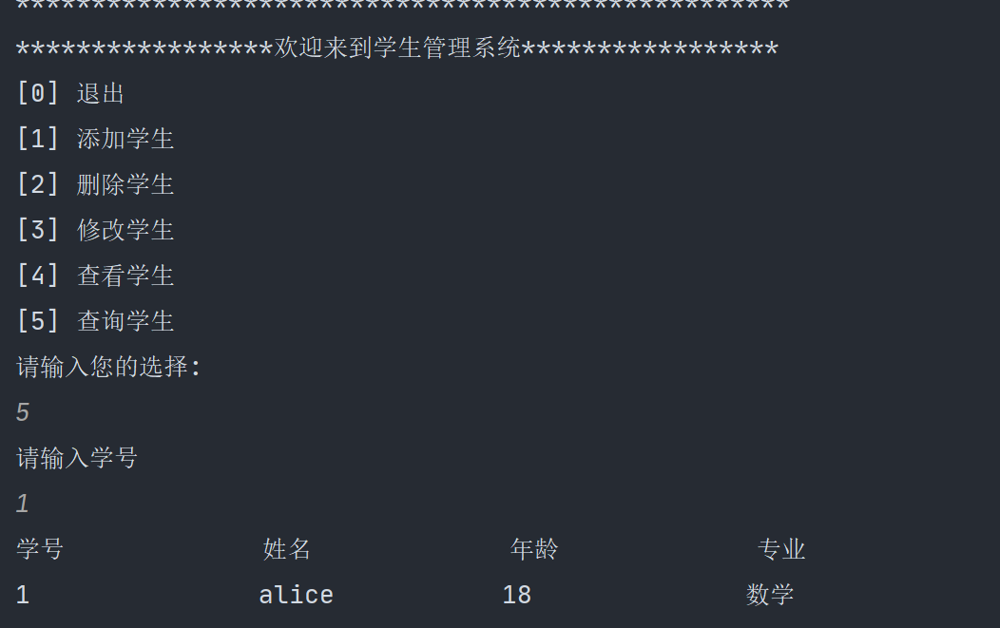 ***************************************************
*****************欢迎来到学生管理系统*****************
[0] 退出
[1] 添加学生
[2] 删除学生
[3] 修改学生
[4] 查看学生
[5] 查询学生
请输入您的选择:
5
请输入学号
1
学号 姓名 年龄 专业
1 alice 18 数学